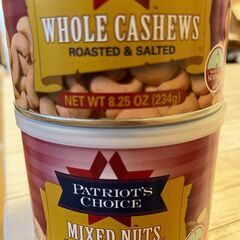 WHOLE CASHEWS
ROASTED & SALTED
NET WT 8.25 OZ (234g)
PATRIOT'S
CHOICE
MIXED NUTS